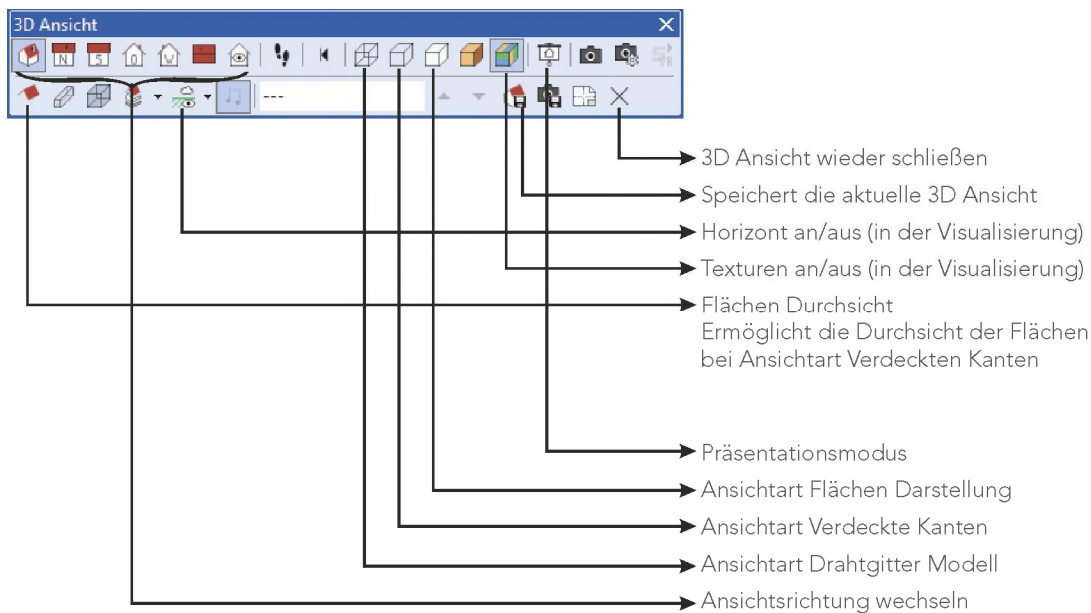 3D Ansicht
N S O W
---
3D Ansicht wieder schließen
Speichert die aktuelle 3D Ansicht
Horizont an/aus (in der Visualisierung)
Texturen an/aus (in der Visualisierung)
Flächen Durchsicht
Ermöglicht die Durchsicht der Flächen
bei Ansichtart Verdeckten Kanten
Präsentationsmodus
Ansichtart Flächen Darstellung
Ansichtart Verdeckte Kanten
Ansichtart Drahtgitter Modell
Ansichtsrichtung wechseln